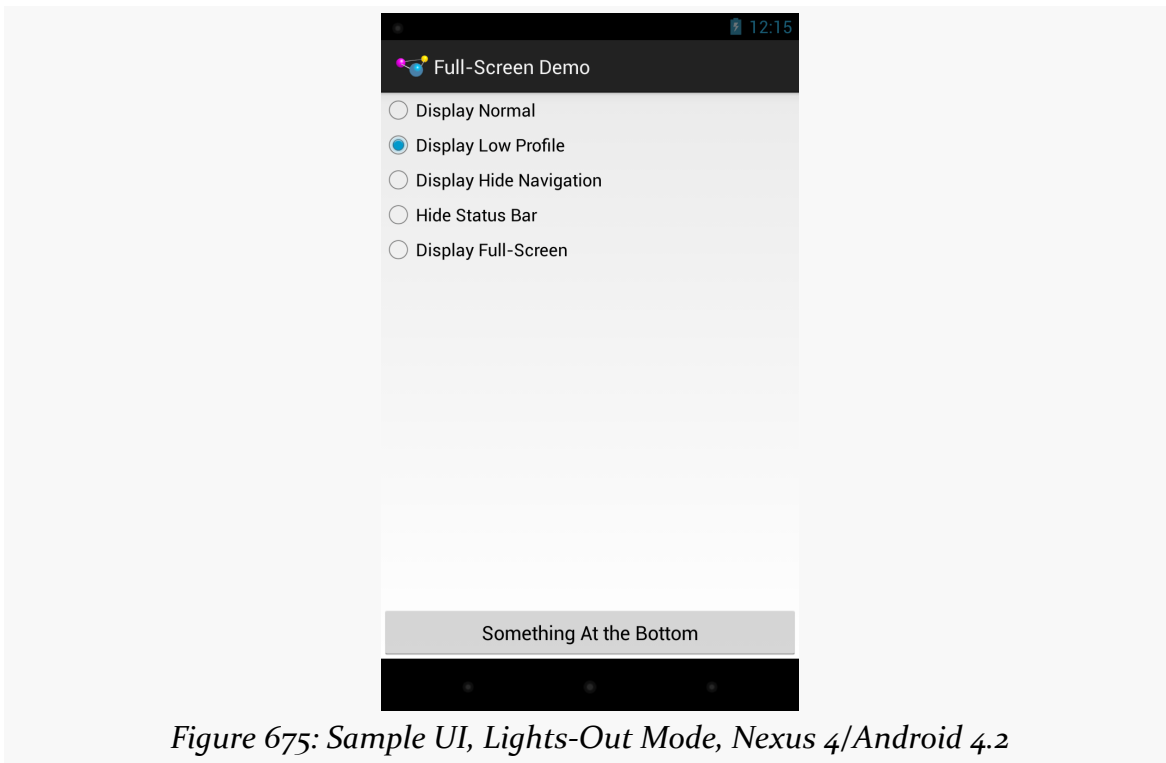 12:15
Full-Screen Demo
Display Normal
Display Low Profile
Display Hide Navigation
Hide Status Bar
Display Full-Screen
Something At the Bottom
Figure 675: Sample UI, Lights-Out Mode, Nexus 4/Android 4.2